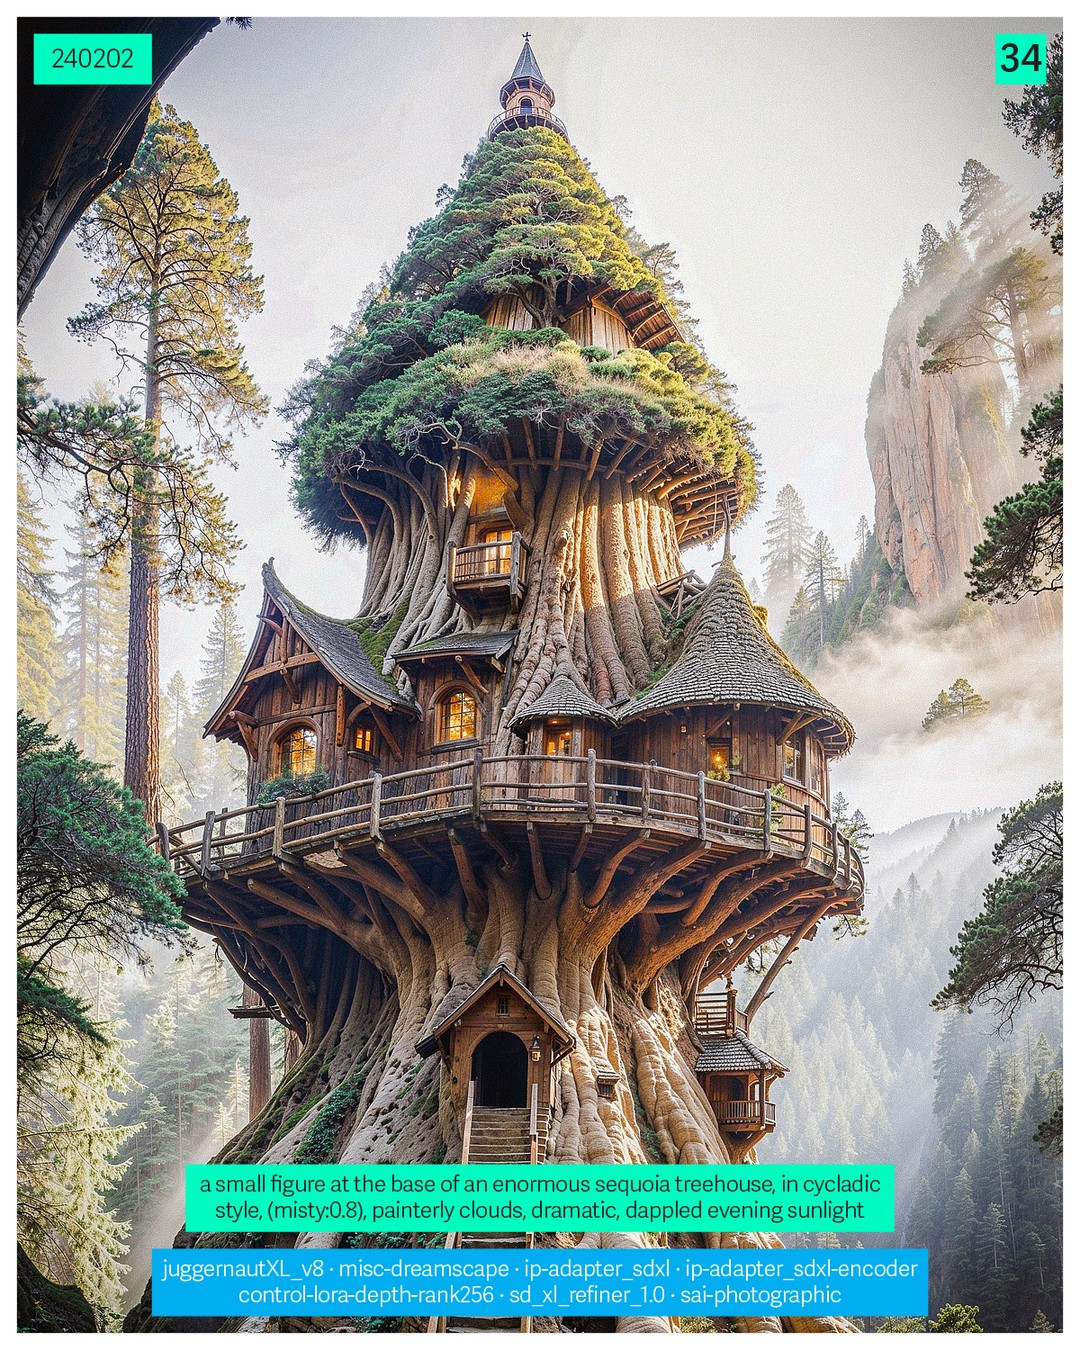 240202
34
a small figure at the base of an enormous sequoia treehouse, in cycladic
style, (misty:0.8), painterly clouds, dramatic, dappled evening sunlight
juggernautXL_v8 · misc-dreamscape · ip-adapter_sdxl · ip-adapter_sdxl-encoder
control-lora-depth-rank256 · sd_xl_refiner_1.0 · sai-photographic